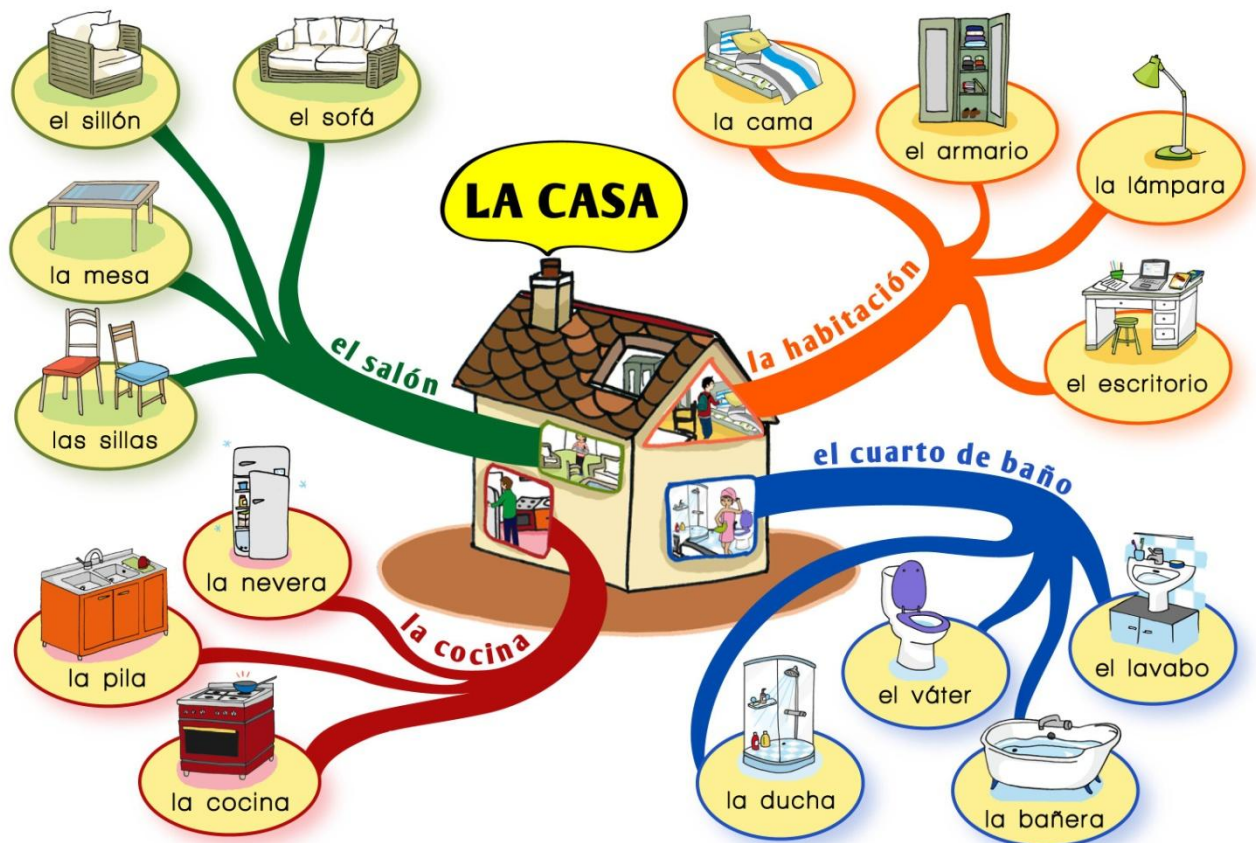 LA CASA
el salón
el sillón
el sofá
la mesa
las sillas
la habitación
la cama
el armario
la lámpara
el escritorio
la cocina
la nevera
la pila
la cocina
el cuarto de baño
el lavabo
el váter
la bañera
la ducha